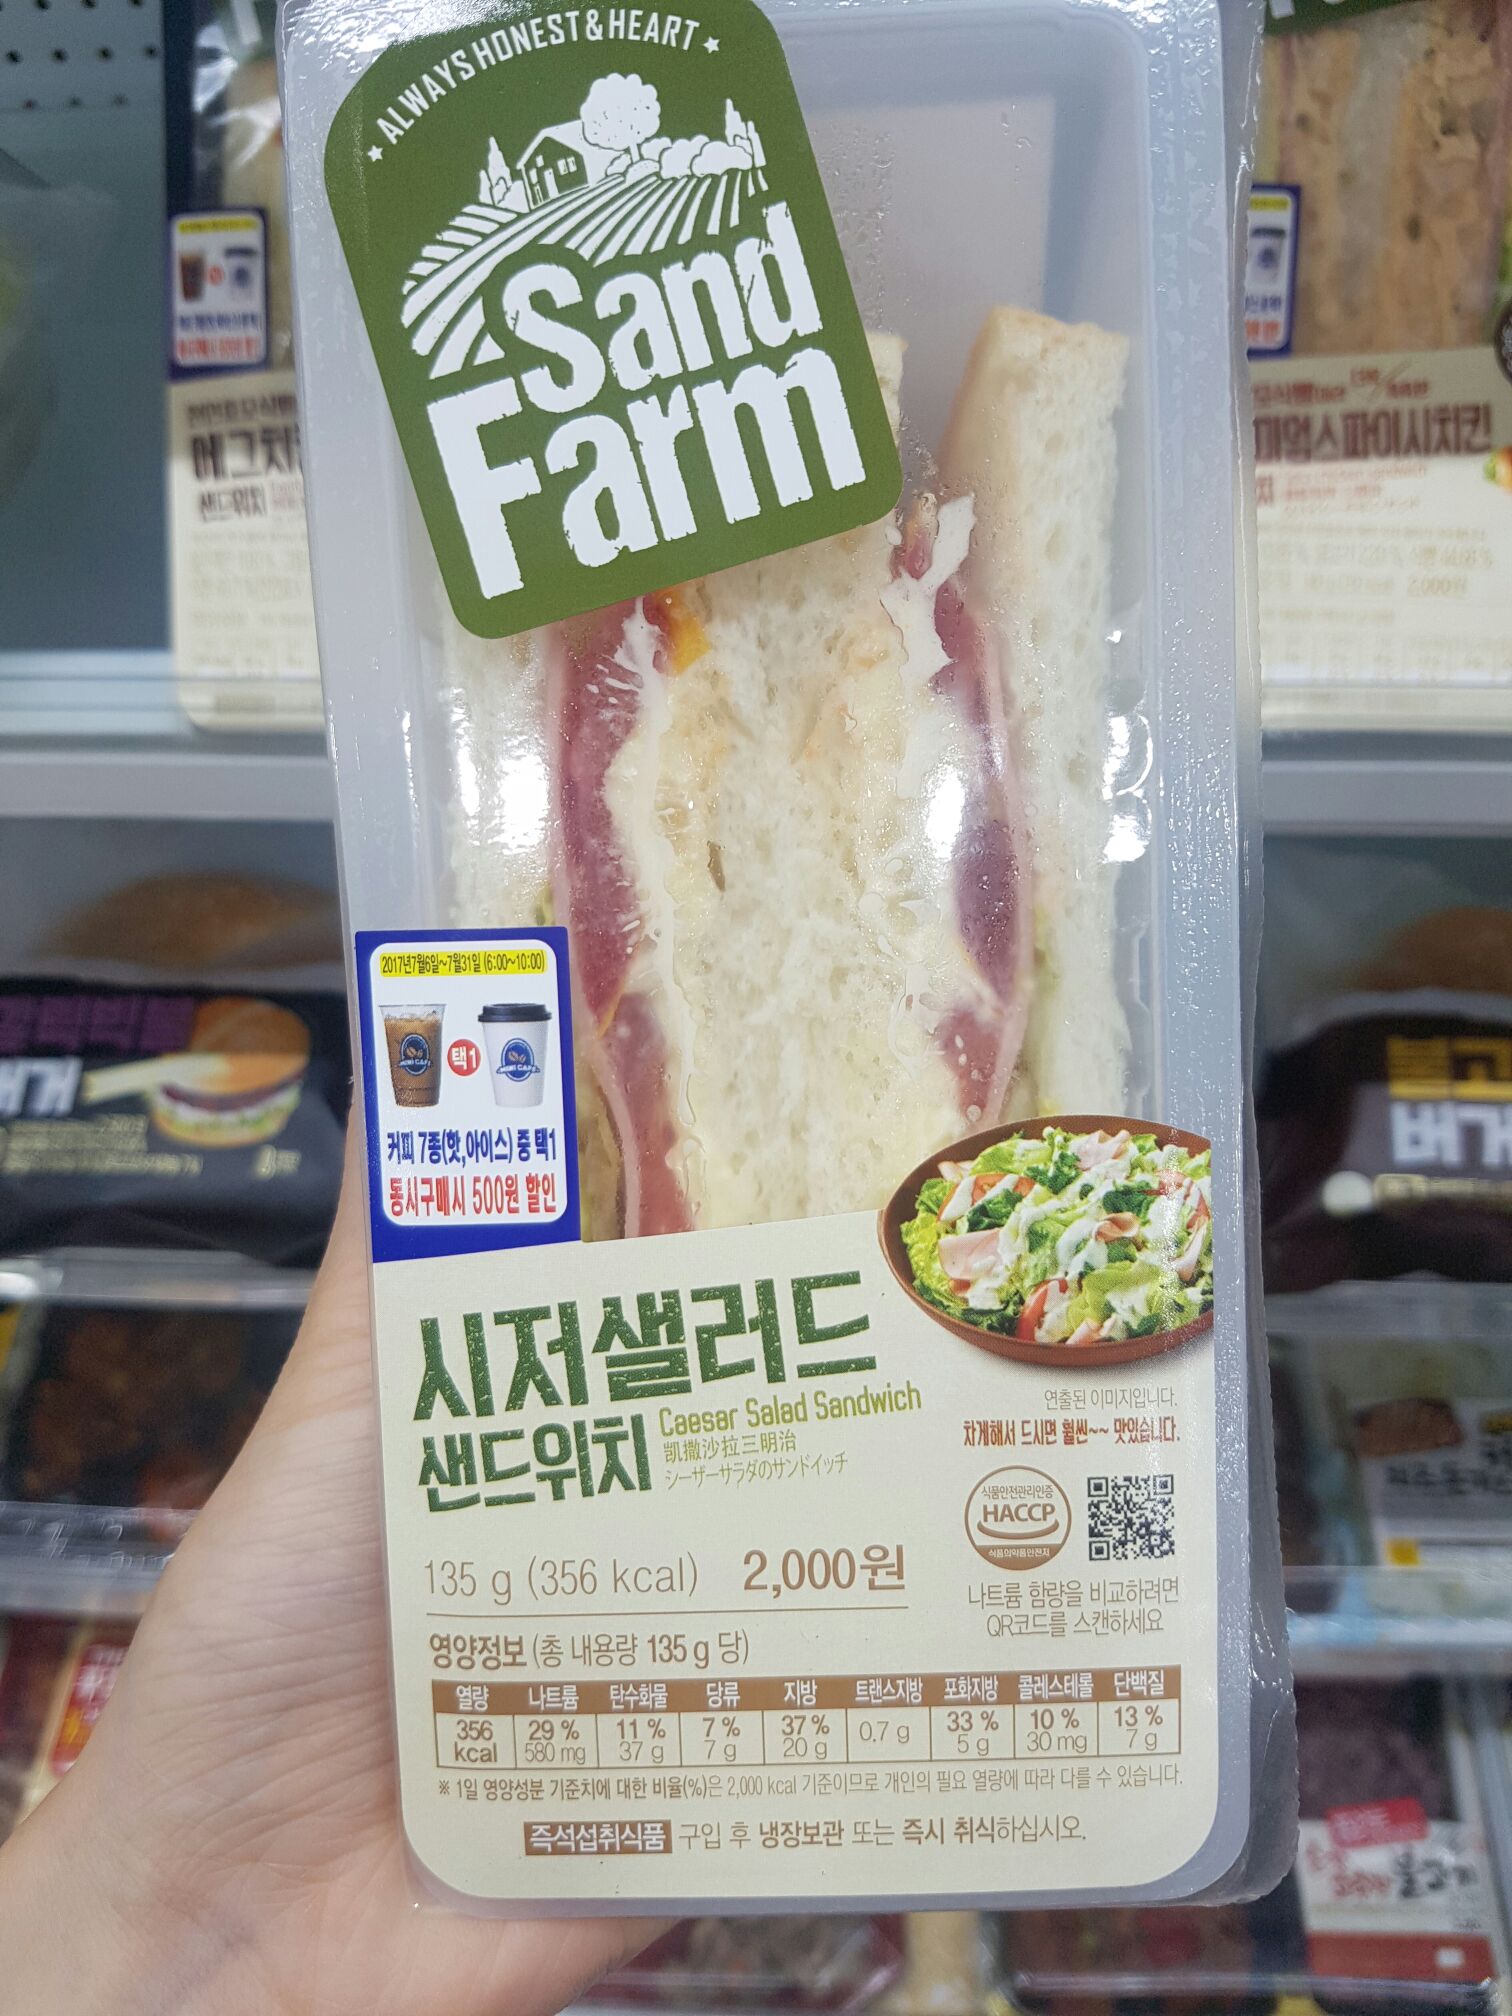 ALWAYS HONEST & HEART
Sand
Farm
2017년7월6일~7월31일 (6:00~10:00)
택1
커피 7종(핫,아이스) 중 택1
동시구매시 500원 할인
시저샐러드
샌드위치
Caesar Salad Sandwich
凯撒沙拉三明治
シーザーサラダのサンドイッチ
연출된 이미지입니다.
차게해서 드시면 훨씬~~ 맛있습니다.
식품안전관리인증
HACCP
식품의약품안전처
나트륨 함량을 비교하려면
QR코드를 스캔하세요
135 g (356 kcal) 2,000원
영양정보 (총 내용량 135 g 당)
열량 나트륨 탄수화물 당류 지방 트랜스지방 포화지방 콜레스테롤 단백질
356 kcal 29 % 580 mg 11 % 37 g 7 % 7 g 37 % 20 g 0.7 g 33 % 5 g 10 % 30 mg 13 % 7 g
※ 1일 영양성분 기준치에 대한 비율(%)은 2,000 kcal 기준이므로 개인의 필요 열량에 따라 다를 수 있습니다.
즉석섭취식품 구입 후 냉장보관 또는 즉시 취식하십시오.
샌드위치
버거
불고기